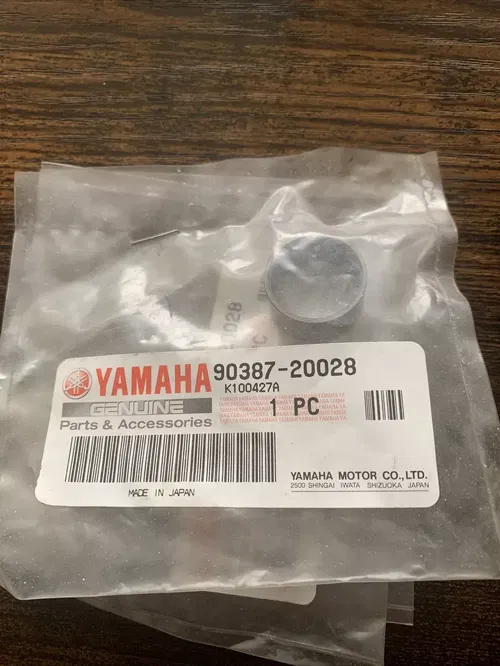 -20028
YAMAHA 90387-20028
K100427A
GENUINE
1 PC
Parts & Accessories
YAMAHA MOTOR CO.,LTD.
2500 SHINGAI IWATA SHIZUOKA JAPAN
MADE IN JAPAN